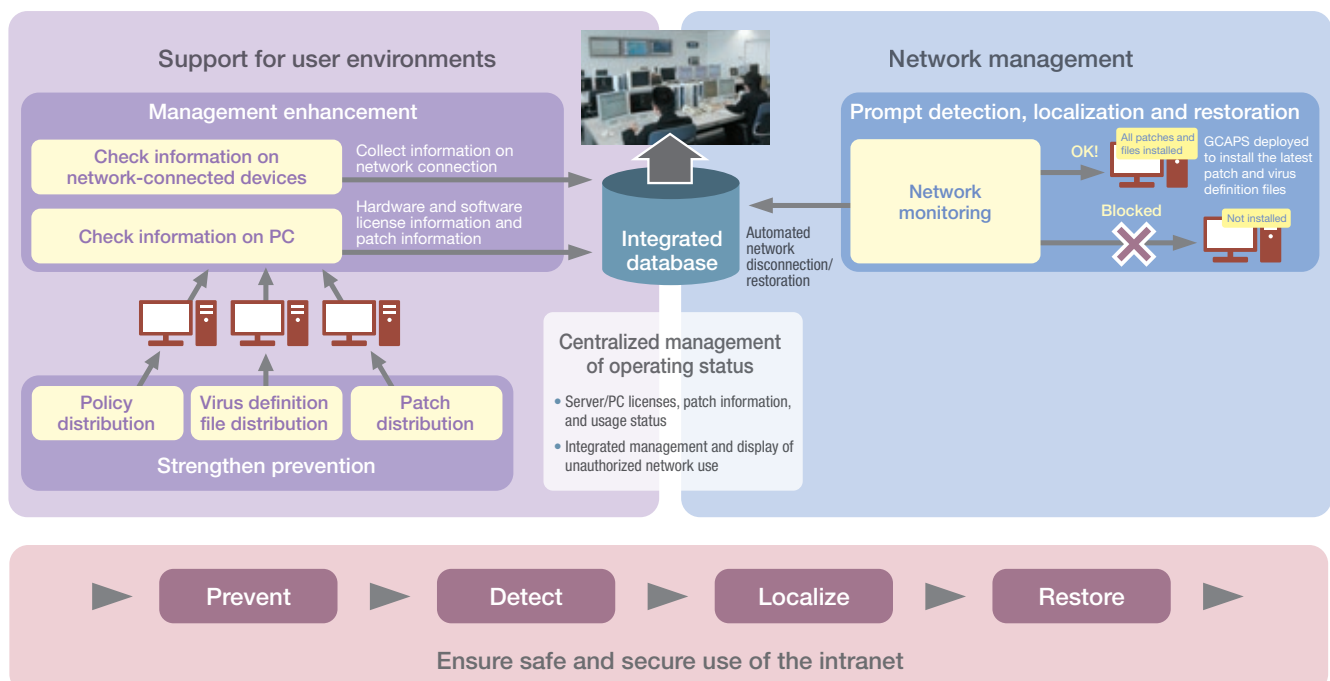 Support for user environments
Management enhancement
Check information on
network-connected devices
Collect information on
network connection
Check information on PC
Hardware and software
license information and
patch information
Policy
distribution
Virus definition
file distribution
Patch
distribution
Strengthen prevention
Integrated
database
Centralized management
of operating status
• Server/PC licenses, patch information,
and usage status
• Integrated management and display of
unauthorized network use
Network management
Prompt detection, localization and restoration
Network
monitoring
Automated
network
disconnection/
restoration
OK!
All patches and
files installed
GCAPS deployed
to install the latest
patch and virus
definition files
Blocked
Not installed
Prevent
Detect
Localize
Restore
Ensure safe and secure use of the intranet